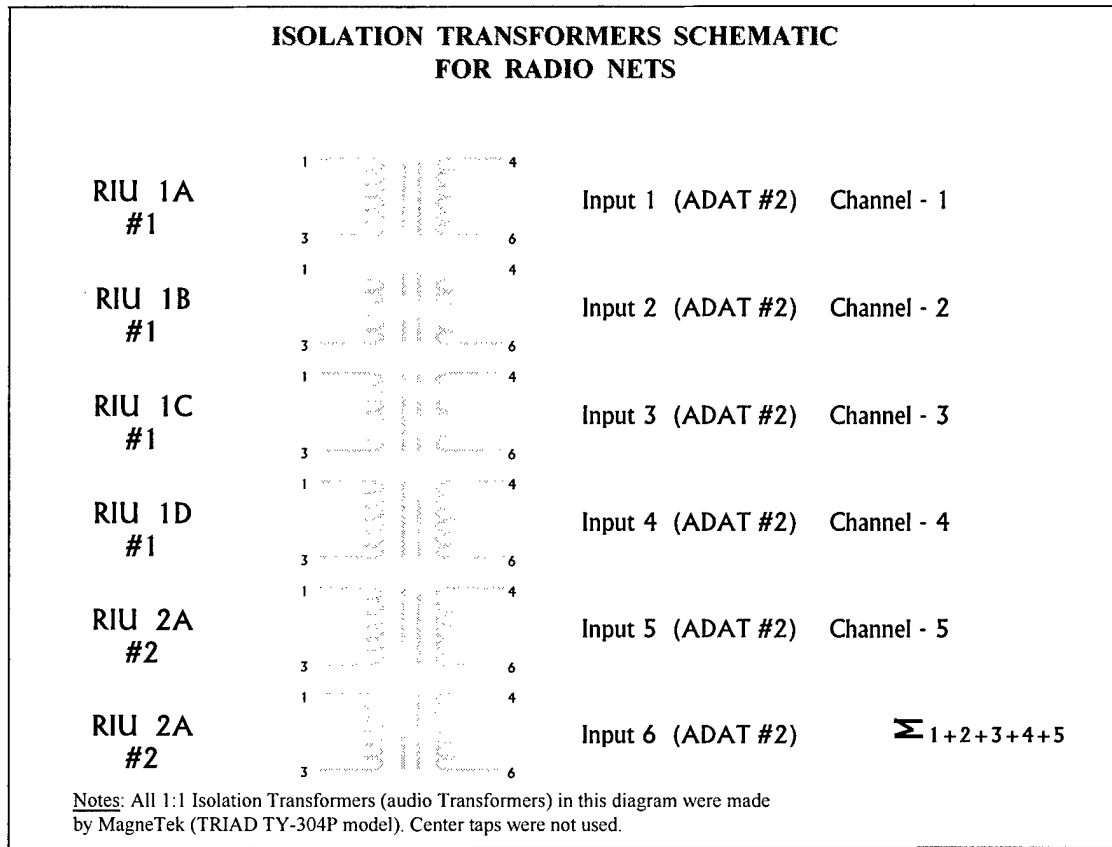 ISOLATION TRANSFORMERS SCHEMATIC
FOR RADIO NETS
1 4
RIU 1A Input 1 (ADAT #2) Channel - 1
#1
3 6
1 4
RIU 1B Input 2 (ADAT #2) Channel - 2
#1
3 6
1 4
RIU 1C Input 3 (ADAT #2) Channel - 3
#1
3 6
1 4
RIU 1D Input 4 (ADAT #2) Channel - 4
#1
3 6
1 4
RIU 2A Input 5 (ADAT #2) Channel - 5
#2
3 6
1 4
RIU 2A Input 6 (ADAT #2) Σ 1+2+3+4+5
#2
3 6
Notes: All 1:1 Isolation Transformers (audio Transformers) in this diagram were made
by MagneTek (TRIAD TY-304P model). Center taps were not used.